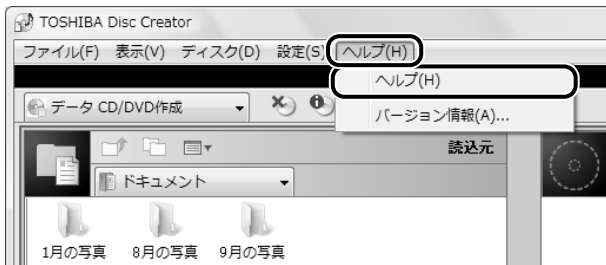 TOSHIBA Disc Creator
ファイル(F) 表示(V) ディスク(D) 設定(S) ヘルプ(H)
ヘルプ(H)
データ CD/DVD作成
バージョン情報(A)...
読込元
ドキュメント
1月の写真 8月の写真 9月の写真